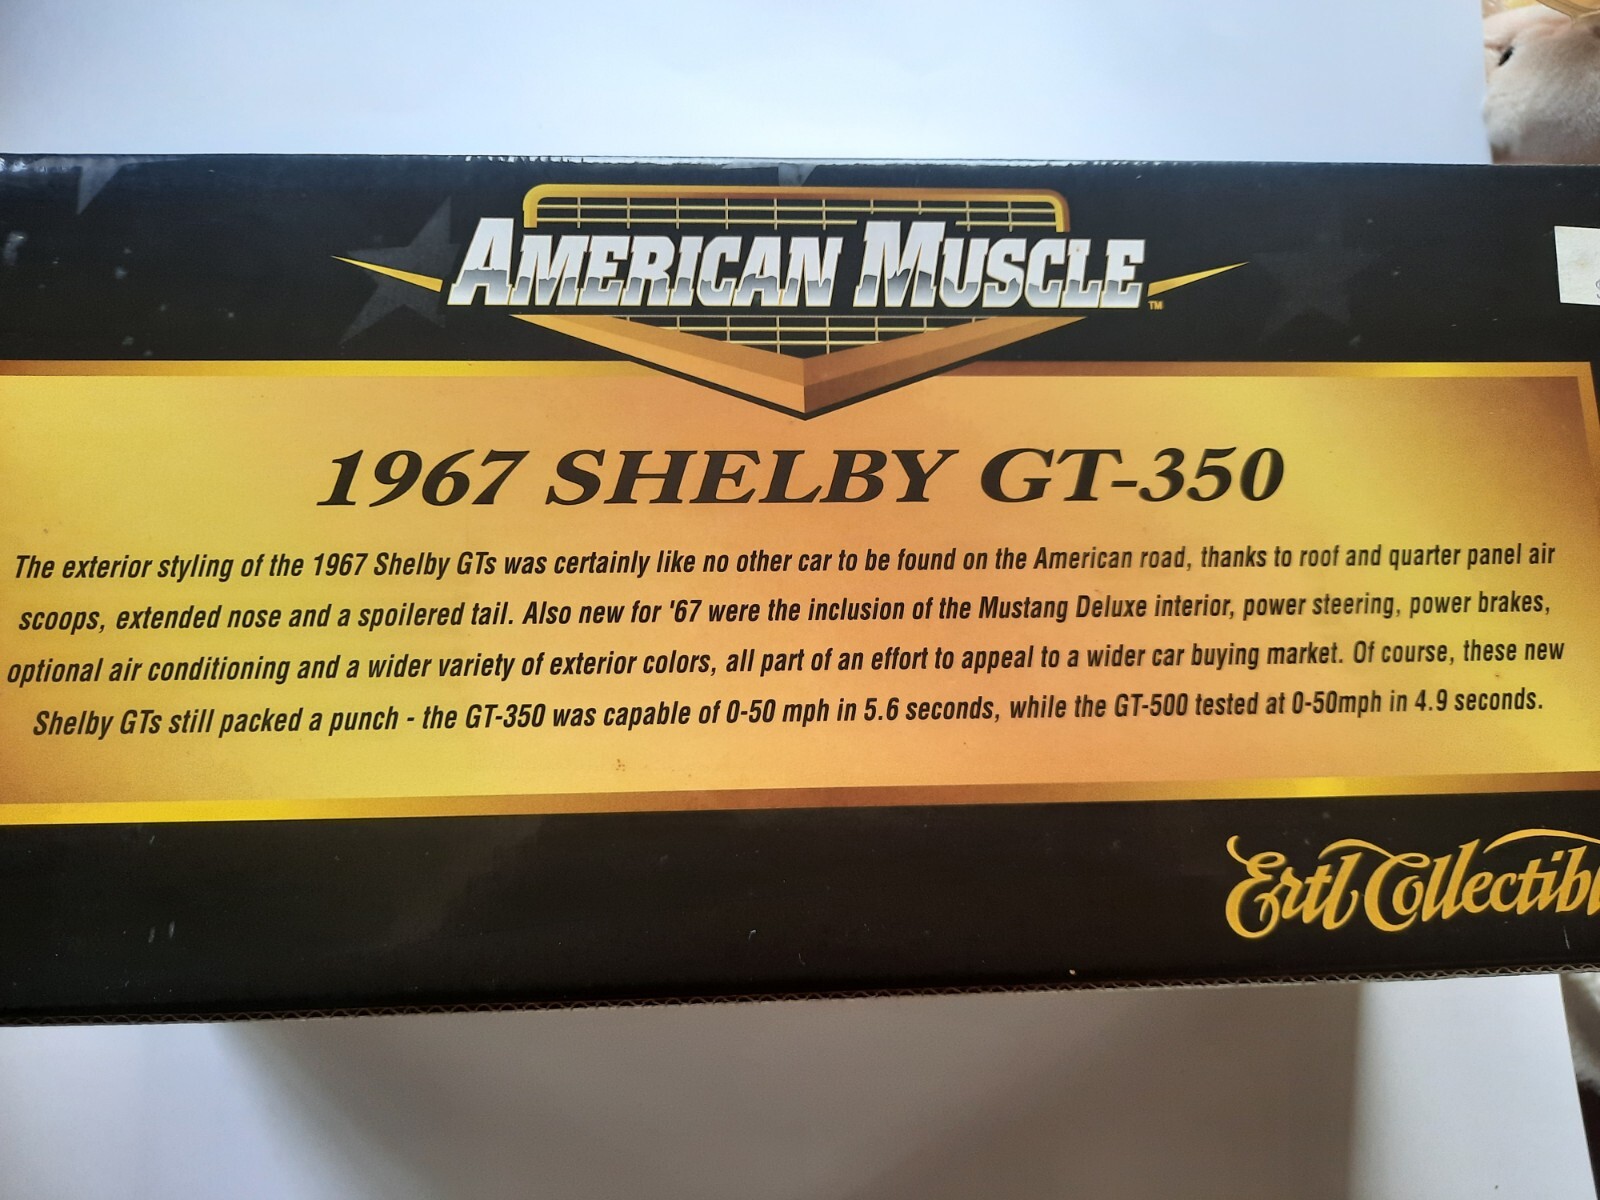 AMERICAN MUSCLE™
1967 SHELBY GT-350
The exterior styling of the 1967 Shelby GTs was certainly like no other car to be found on the American road, thanks to roof and quarter panel air
scoops, extended nose and a spoilered tail. Also new for '67 were the inclusion of the Mustang Deluxe interior, power steering, power brakes,
optional air conditioning and a wider variety of exterior colors, all part of an effort to appeal to a wider car buying market. Of course, these new
Shelby GTs still packed a punch - the GT-350 was capable of 0-50 mph in 5.6 seconds, while the GT-500 tested at 0-50mph in 4.9 seconds.
Ertl